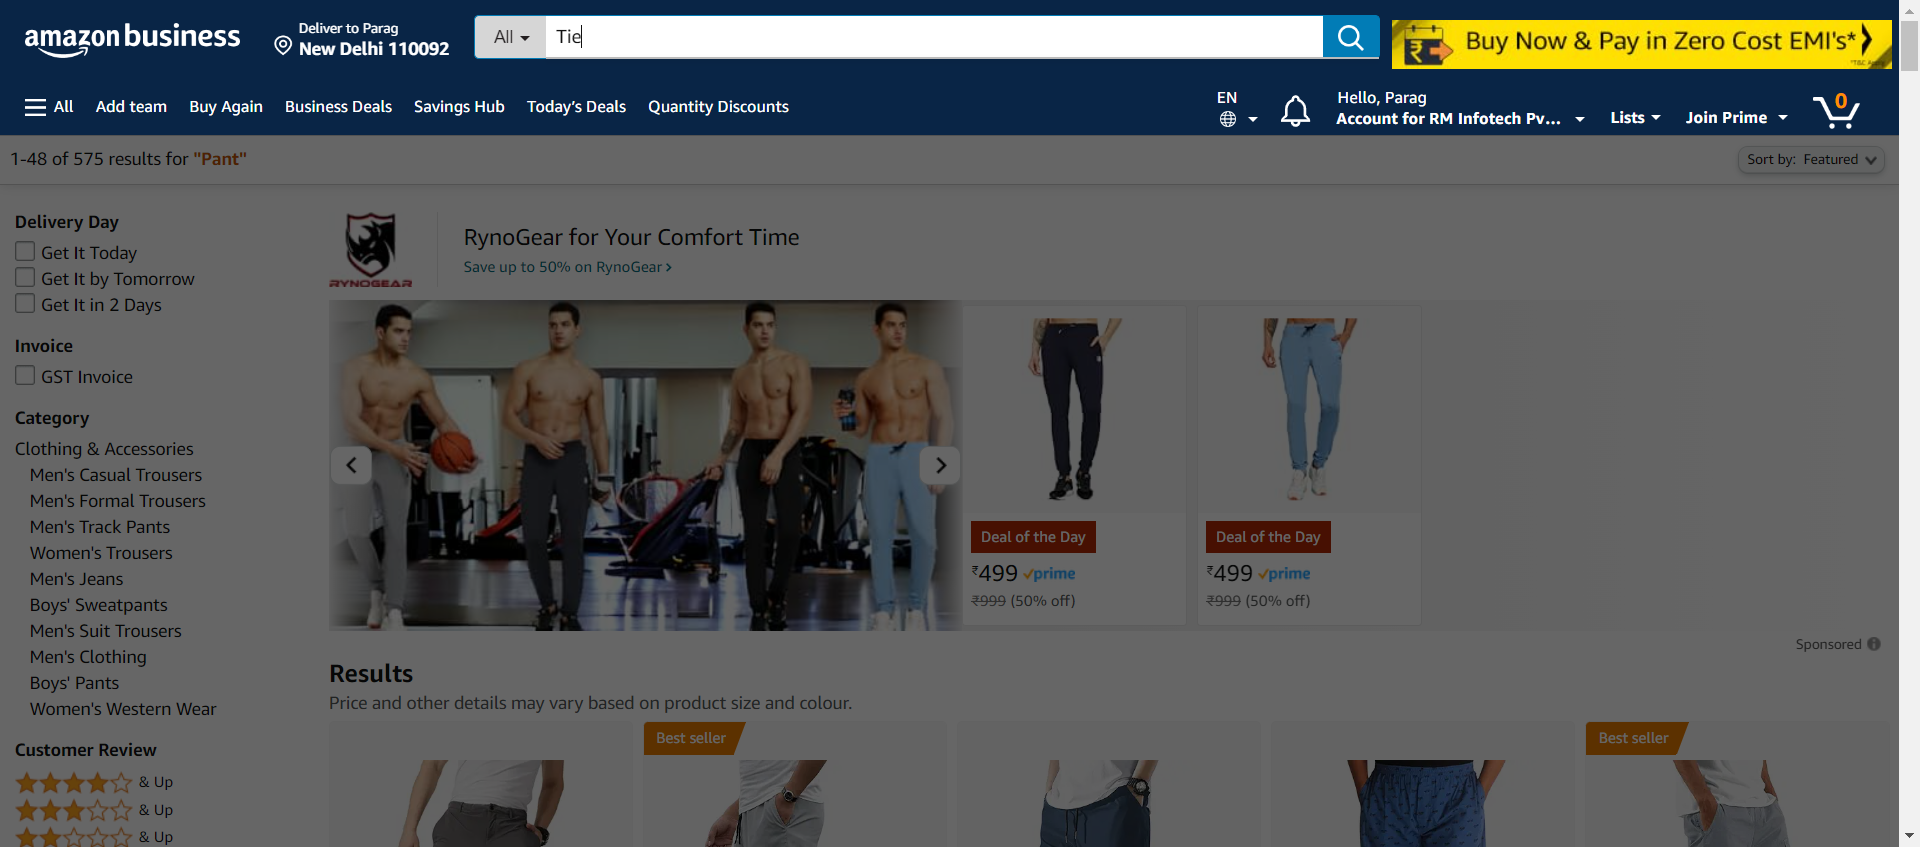 amazon business
Deliver to Parag
New Delhi 110092
All
Tie
Buy Now & Pay in Zero Cost EMI's*
All
Add team
Buy Again
Business Deals
Savings Hub
Today's Deals
Quantity Discounts
EN
Hello, Parag
Account for RM Infotech Pv...
Lists
Join Prime
0
1-48 of 575 results for "Pant"
Sort by: Featured
Delivery Day
Get It Today
Get It by Tomorrow
Get It in 2 Days
Invoice
GST Invoice
Category
Clothing & Accessories
Men's Casual Trousers
Men's Formal Trousers
Men's Track Pants
Women's Trousers
Men's Jeans
Boys' Sweatpants
Men's Suit Trousers
Men's Clothing
Boys' Pants
Women's Western Wear
Customer Review
& Up
& Up
& Up
RYNOGEAR
RynoGear for Your Comfort Time
Save up to 50% on RynoGear
Deal of the Day
₹499 prime
₹999 (50% off)
Deal of the Day
₹499 prime
₹999 (50% off)
Sponsored
Results
Price and other details may vary based on product size and colour.
Best seller
Best seller